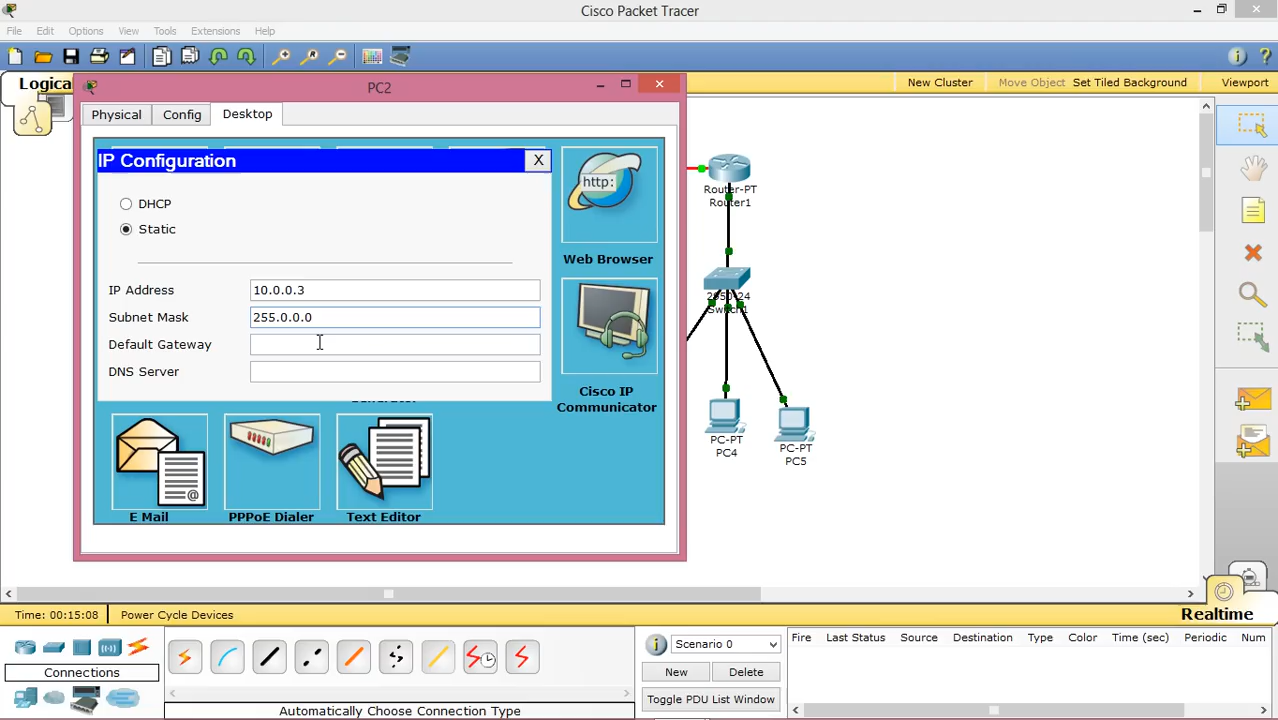 Cisco Packet Tracer
File Edit Options View Tools Extensions Help
Logica
New Cluster
Move Object
Set Tiled Background
Viewport
PC2
Physical
Config
Desktop
IP Configuration
X
DHCP
Static
IP Address
10.0.0.3
Subnet Mask
255.0.0.0
Default Gateway
DNS Server
http:
Web Browser
Cisco IP
Communicator
E Mail
PPPoE Dialer
Text Editor
Router-PT
Router1
2950-24
Switch1
PC-PT
PC4
PC-PT
PC5
Time: 00:15:08
Power Cycle Devices
Realtime
Connections
Automatically Choose Connection Type
Scenario 0
New
Delete
Toggle PDU List Window
Fire Last Status Source Destination Type Color Time (sec) Periodic Num